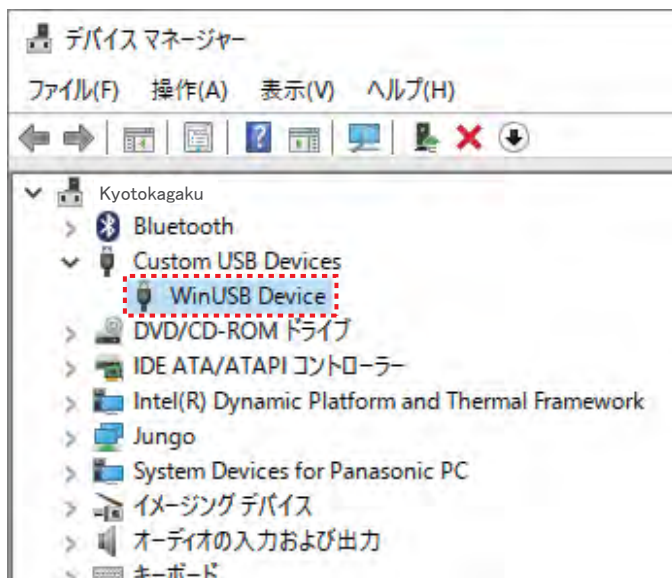 デバイス マネージャー
ファイル(F) 操作(A) 表示(V) ヘルプ(H)
Kyotokagaku
Bluetooth
Custom USB Devices
WinUSB Device
DVD/CD-ROM ドライブ
IDE ATA/ATAPI コントローラー
Intel(R) Dynamic Platform and Thermal Framework
Jungo
System Devices for Panasonic PC
イメージング デバイス
オーディオの入力および出力
キーボード